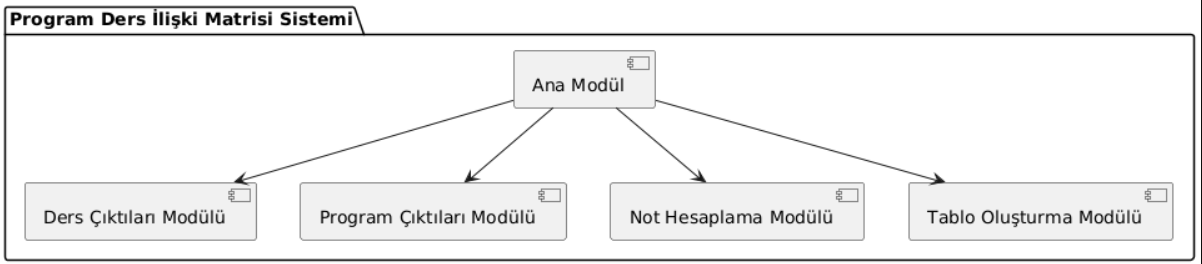 Program Ders İlişki Matrisi Sistemi
Ana Modül
Ders Çıktıları Modülü
Program Çıktıları Modülü
Not Hesaplama Modülü
Tablo Oluşturma Modülü